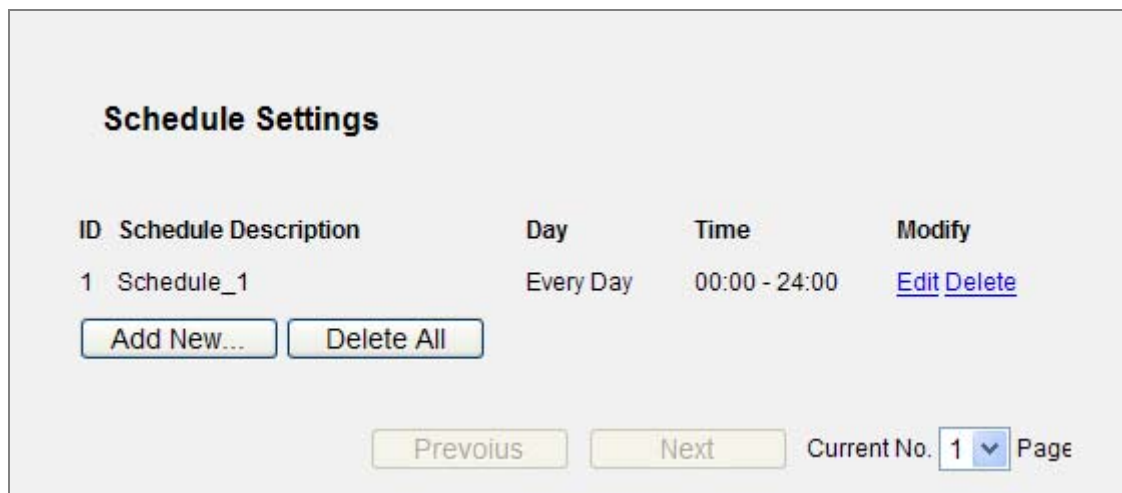 Schedule Settings
ID Schedule Description Day Time Modify
1 Schedule_1 Every Day 00:00 - 24:00 Edit Delete
Add New... Delete All
Prevoius Next Current No. 1 Page